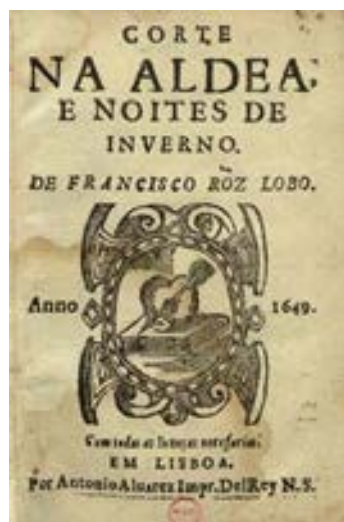 CORTE
NA ALDEA,
E NOITES DE
INVERNO.
DE FRANCISCO ROZ LOBO.
Anno 1649.
Com todas as licenças necessarias.
EM LISBOA.
Por Antonio Aluarez Impr. DelRey N. S.